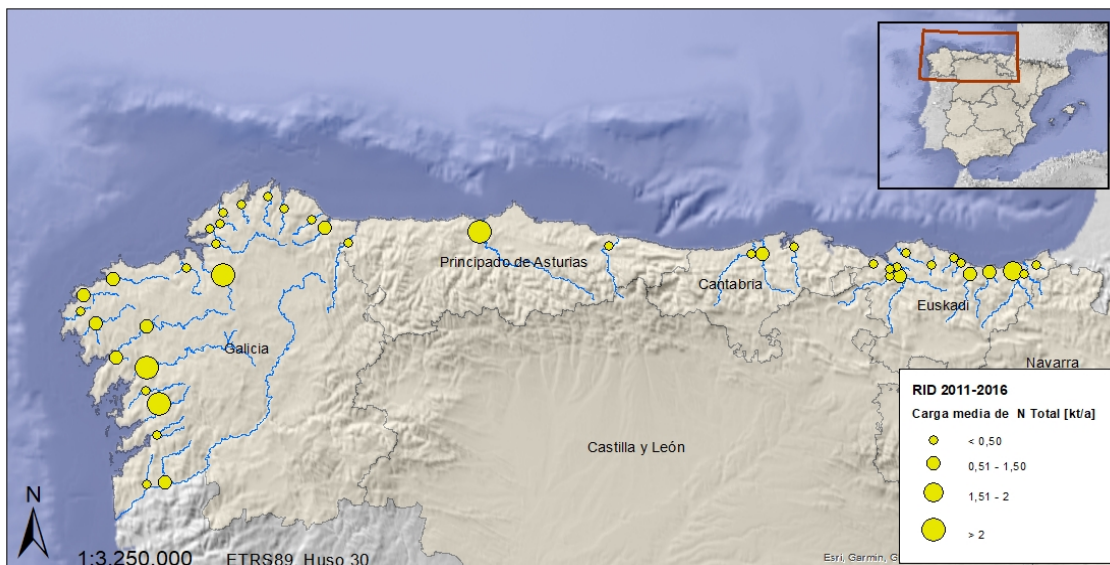 Principado de Asturias
Cantabria
Euskadi
Navarra
Galicia
Castilla y León
RID 2011-2016
Carga media de N Total [kt/a]
< 0,50
0,51 - 1,50
1,51 - 2
> 2
N
1:3.250.000
ETRS89 Huso 30
Esri, Garmin, G